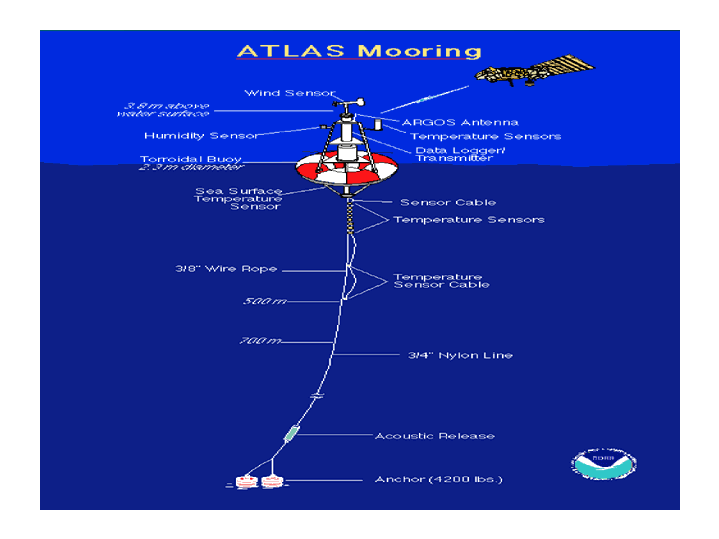 ATLAS Mooring
Wind Sensor
3.8 m above
water surface
ARGOS Antenna
Humidity Sensor
Temperature Sensors
Data Logger/
Transmitter
Torroidal Buoy
2.3 m diameter
Sea Surface
Temperature
Sensor
Sensor Cable
Temperature Sensors
3/8" Wire Rope
Temperature
Sensor Cable
500 m
700 m
3/4" Nylon Line
Acoustic Release
Anchor (4200 lbs.)